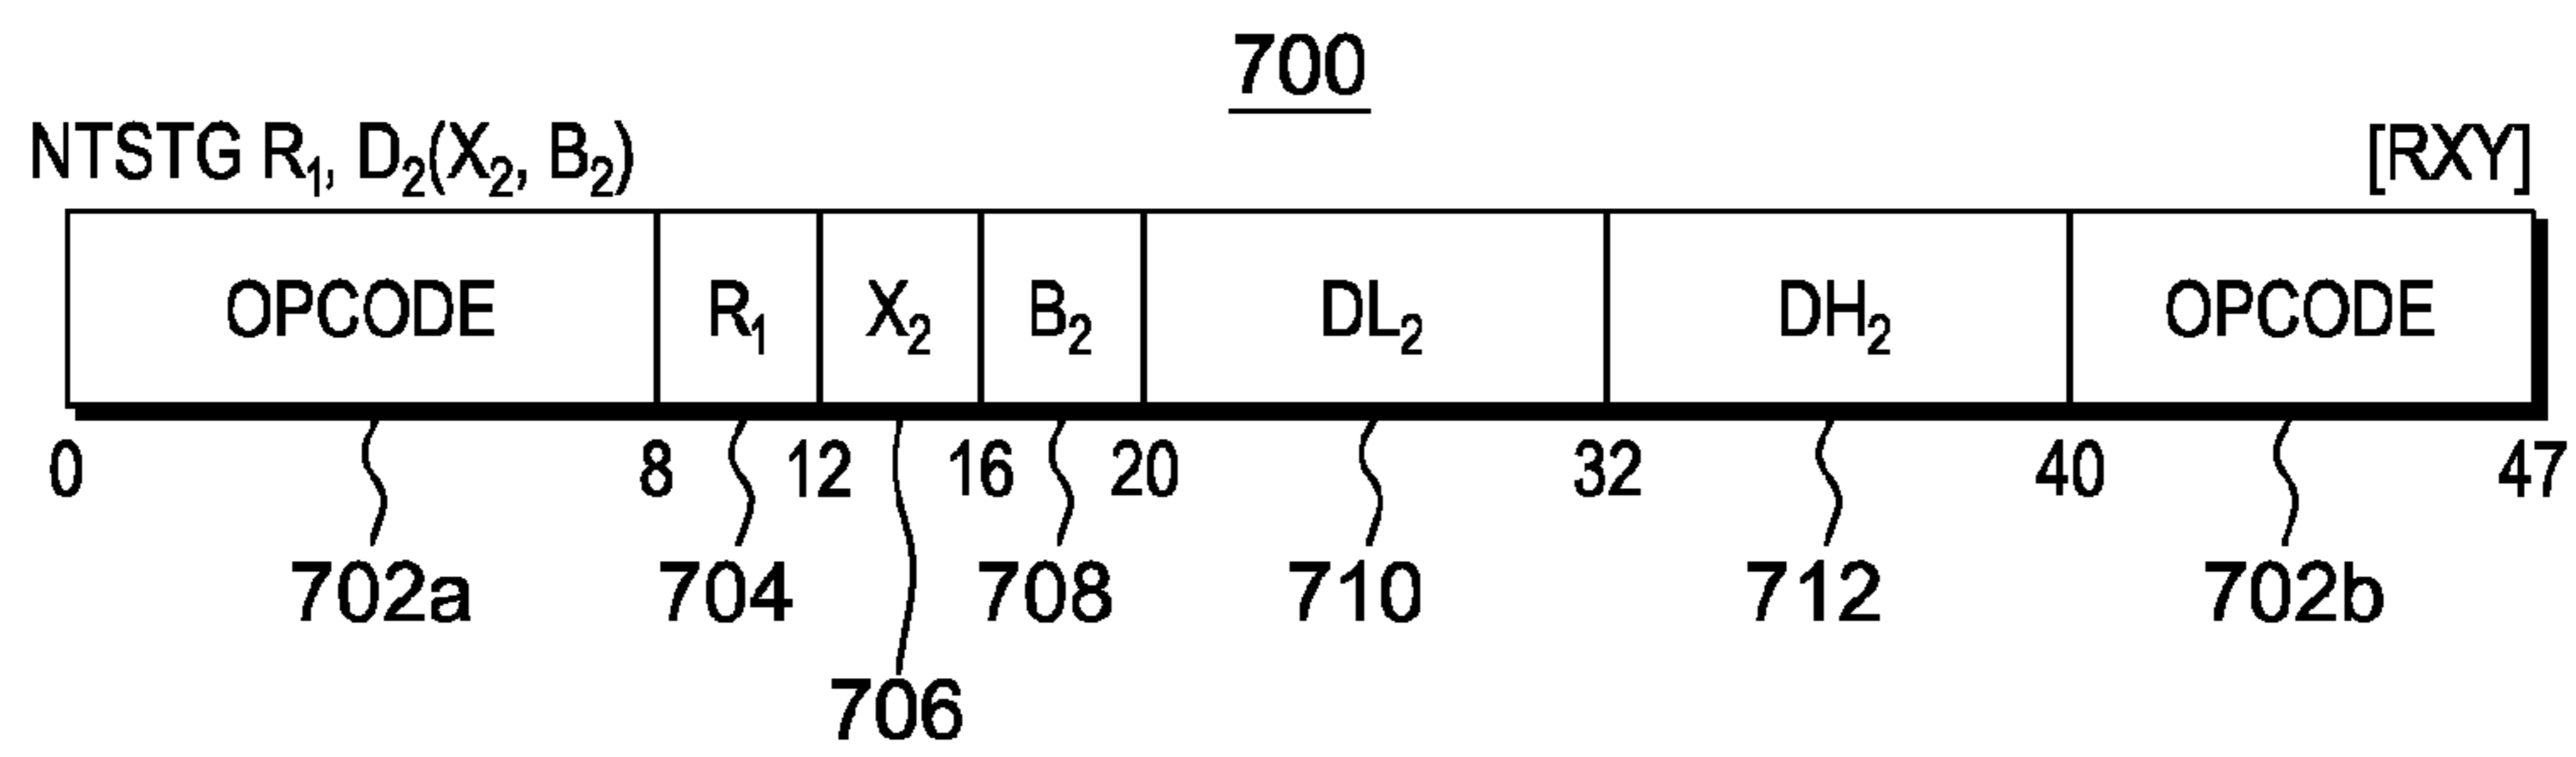 700
NTSTG R₁, D₂(X₂, B₂) [RXY]
OPCODE R₁ X₂ B₂ DL₂ DH₂ OPCODE
0 8 12 16 20 32 40 47
702a 704 708 710 712 702b
706